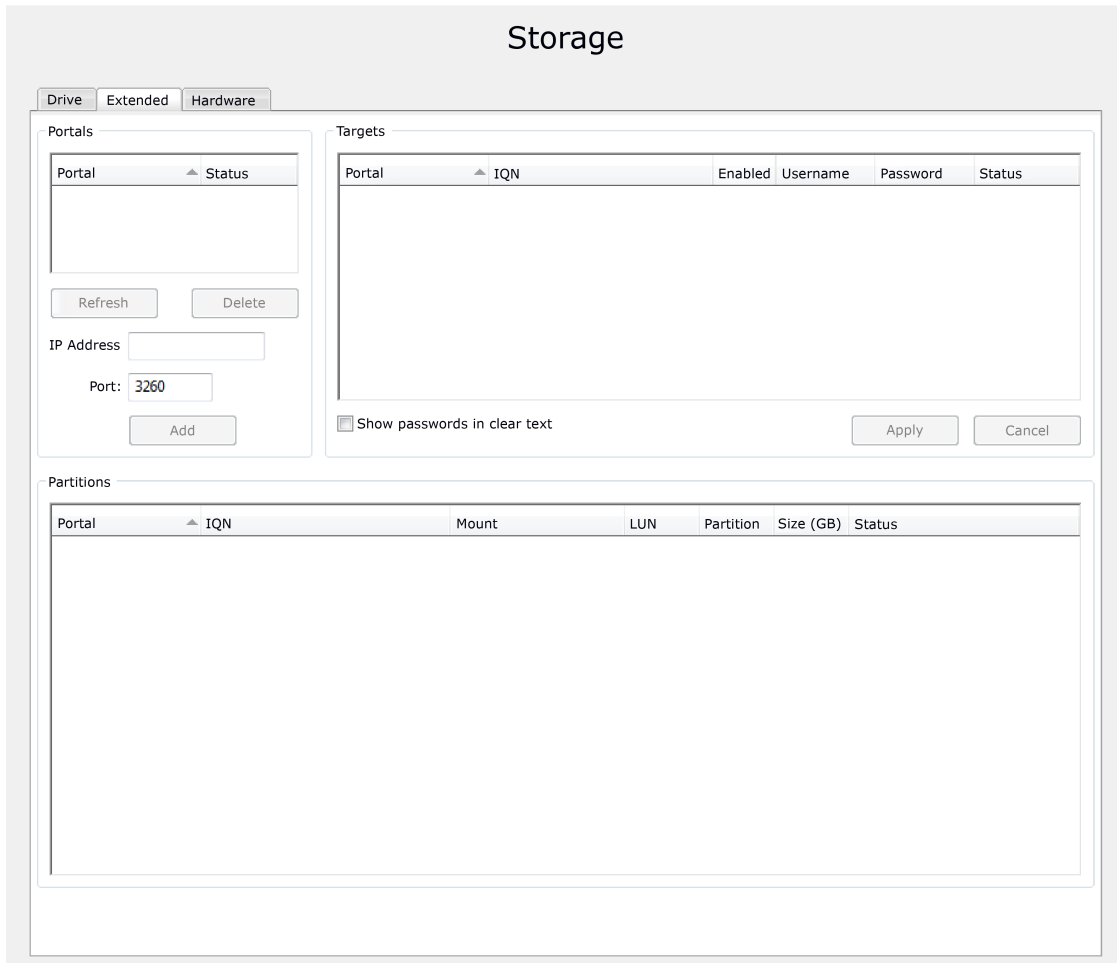 Storage
Drive Extended Hardware
Portals
Portal Status
Refresh Delete
IP Address
Port: 3260
Add
Targets
Portal IQN Enabled Username Password Status
Show passwords in clear text
Apply Cancel
Partitions
Portal IQN Mount LUN Partition Size (GB) Status